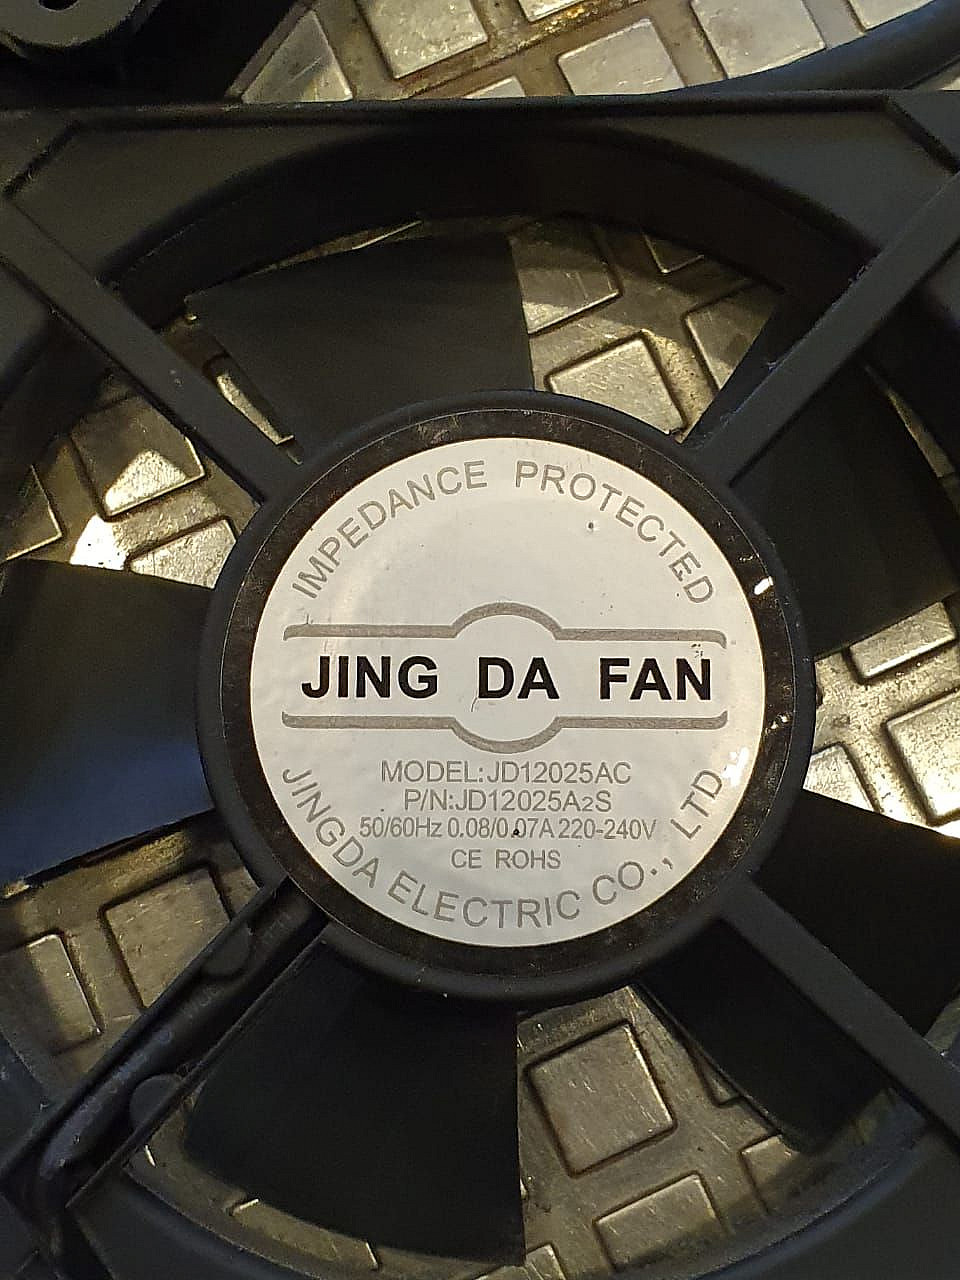 IMPEDANCE PROTECTED
JING DA FAN
MODEL:JD12025AC
P/N:JD12025A2S
50/60Hz 0.08/0.07A 220-240V
CE ROHS
JINGDA ELECTRIC CO., LTD